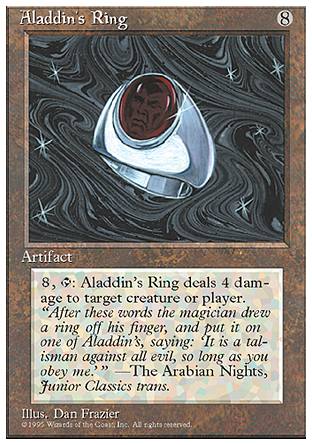 Aladdin's Ring 8
Artifact
8, : Aladdin's Ring deals 4 dam-
age to target creature or player.
"After these words the magician drew
a ring off his finger, and put it on
one of Aladdin's, saying: 'It is a tal-
isman against all evil, so long as you
obey me.'" —The Arabian Nights,
Junior Classics trans.
Illus. Dan Frazier
©1995 Wizards of the Coast, Inc. All rights reserved.